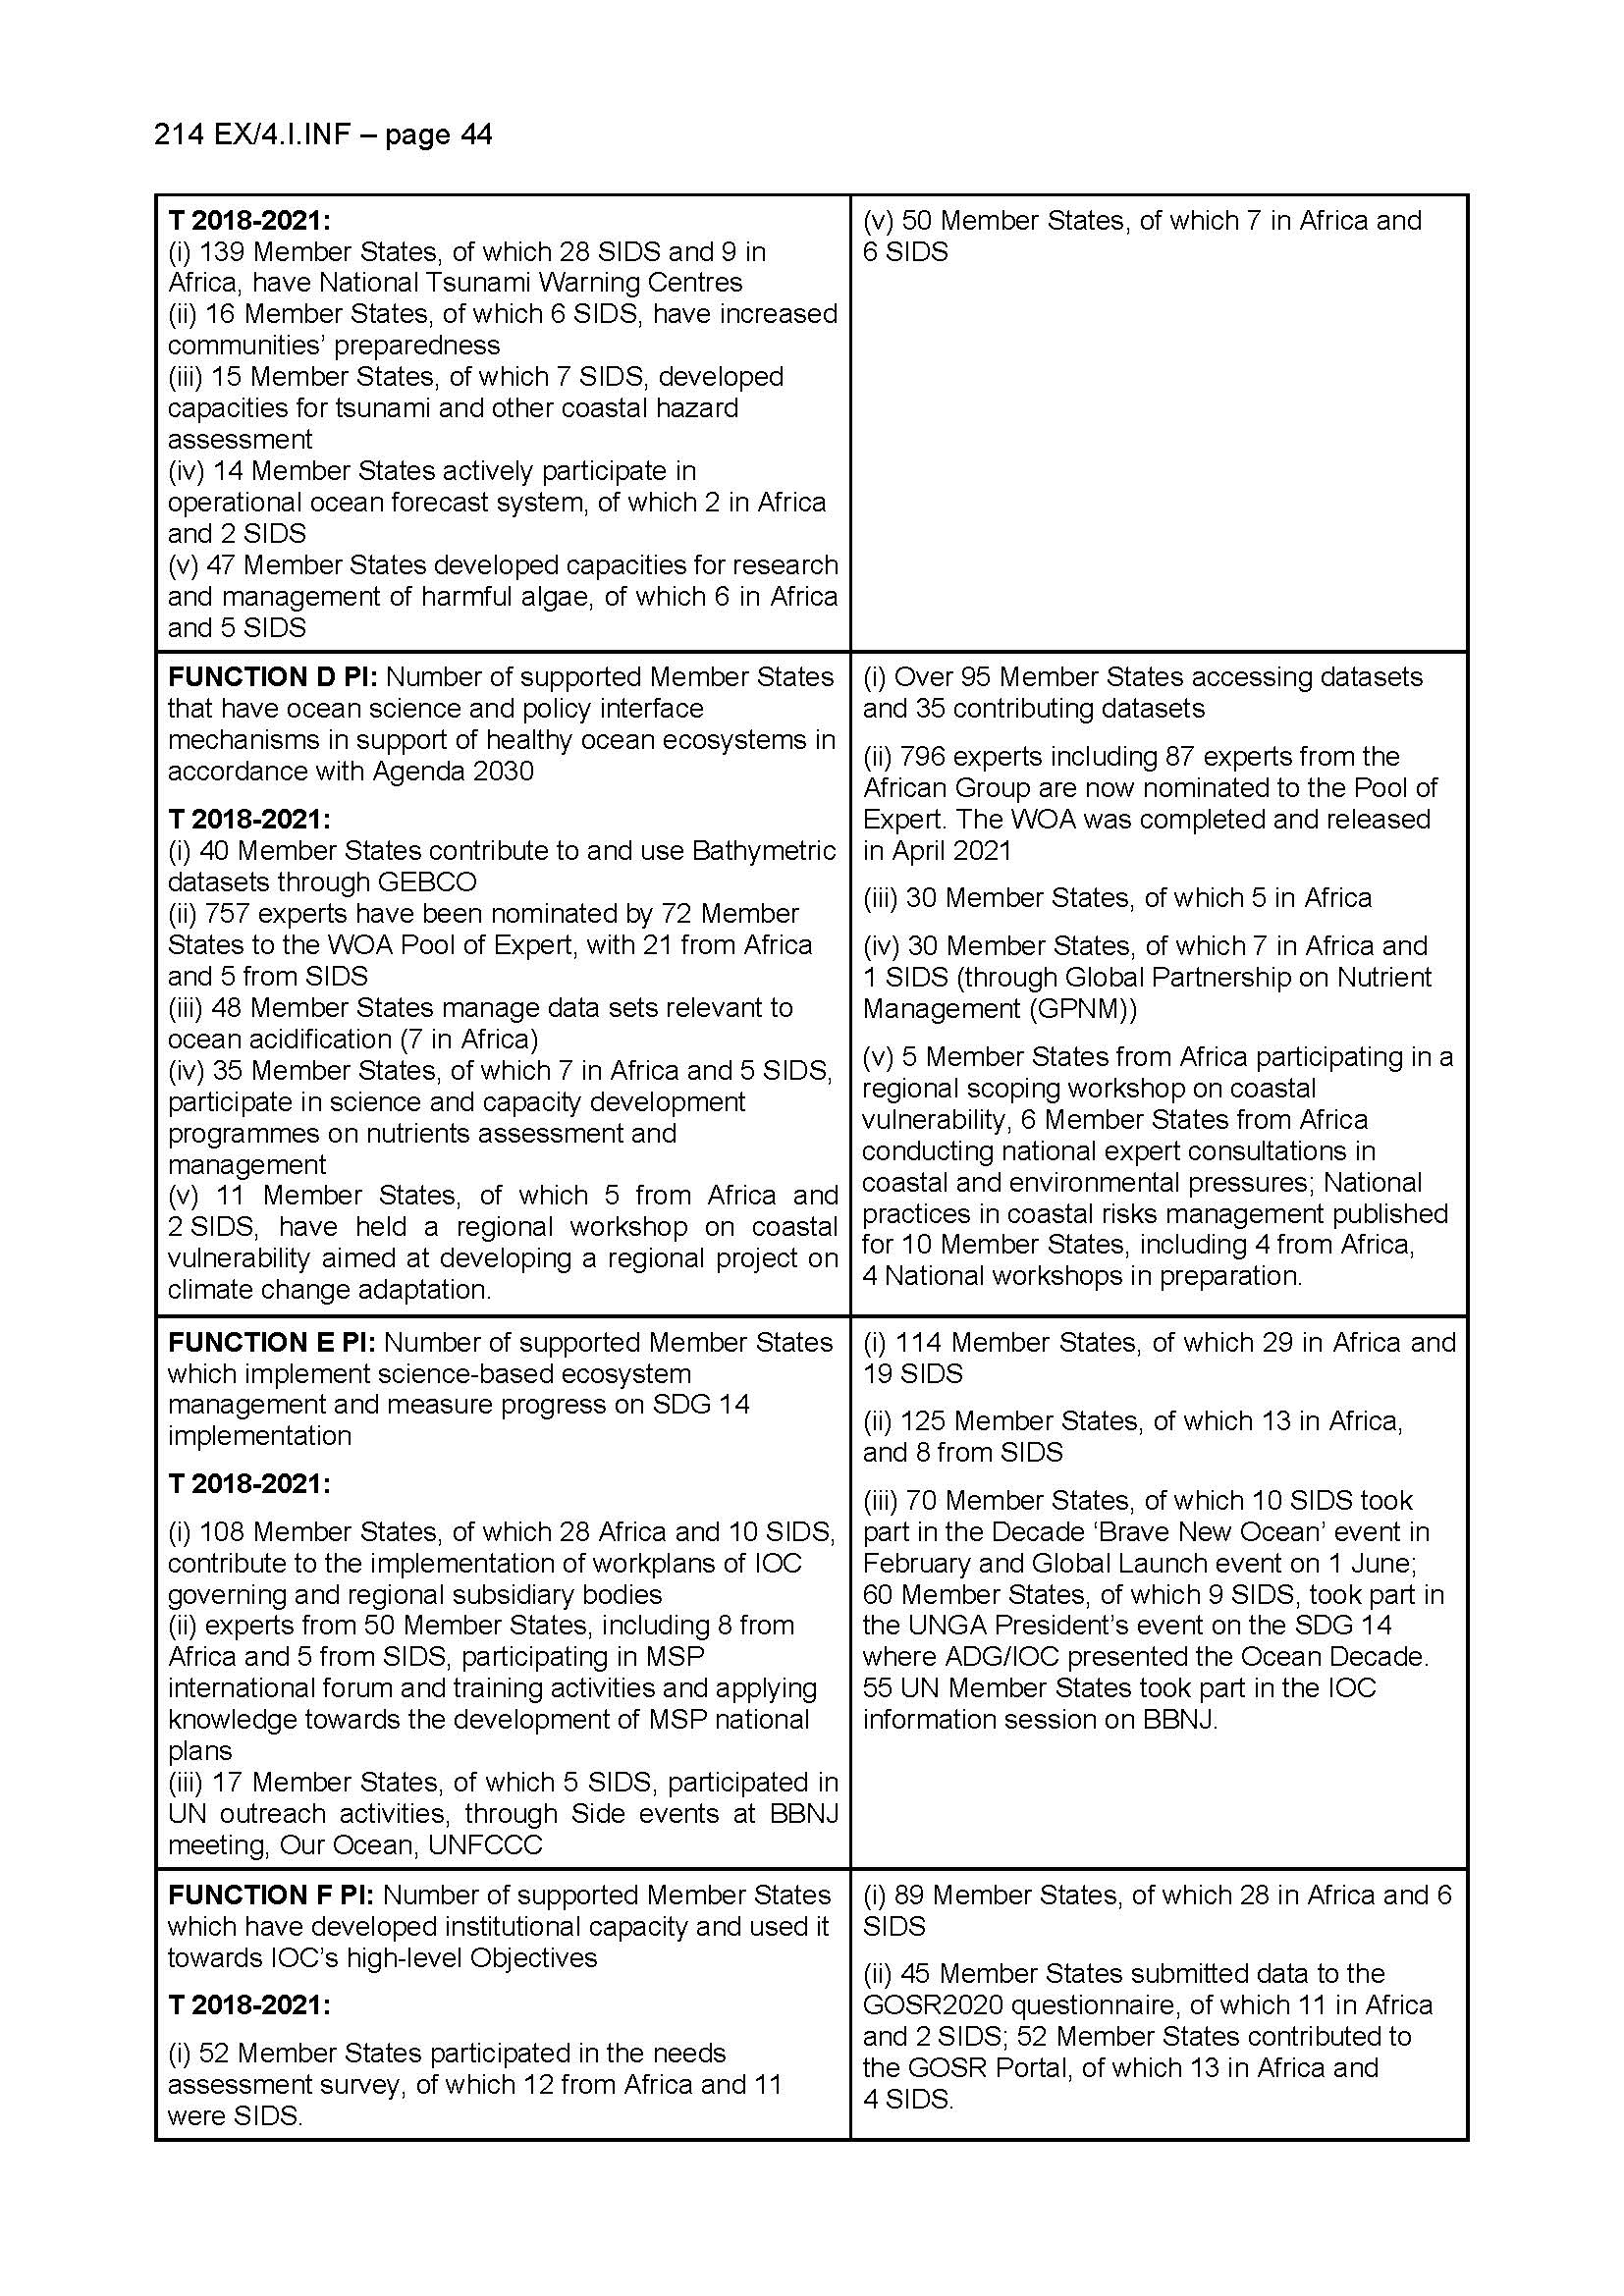 214 EX/4.I.INF – page 44
T 2018-2021:
(i) 139 Member States, of which 28 SIDS and 9 in
Africa, have National Tsunami Warning Centres
(ii) 16 Member States, of which 6 SIDS, have increased
communities’ preparedness
(iii) 15 Member States, of which 7 SIDS, developed
capacities for tsunami and other coastal hazard
assessment
(iv) 14 Member States actively participate in
operational ocean forecast system, of which 2 in Africa
and 2 SIDS
(v) 47 Member States developed capacities for research
and management of harmful algae, of which 6 in Africa
and 5 SIDS
(v) 50 Member States, of which 7 in Africa and
6 SIDS
FUNCTION D PI: Number of supported Member States
that have ocean science and policy interface
mechanisms in support of healthy ocean ecosystems in
accordance with Agenda 2030
T 2018-2021:
(i) 40 Member States contribute to and use Bathymetric
datasets through GEBCO
(ii) 757 experts have been nominated by 72 Member
States to the WOA Pool of Expert, with 21 from Africa
and 5 from SIDS
(iii) 48 Member States manage data sets relevant to
ocean acidification (7 in Africa)
(iv) 35 Member States, of which 7 in Africa and 5 SIDS,
participate in science and capacity development
programmes on nutrients assessment and
management
(v) 11 Member States, of which 5 from Africa and
2 SIDS, have held a regional workshop on coastal
vulnerability aimed at developing a regional project on
climate change adaptation.
(i) Over 95 Member States accessing datasets
and 35 contributing datasets
(ii) 796 experts including 87 experts from the
African Group are now nominated to the Pool of
Expert. The WOA was completed and released
in April 2021
(iii) 30 Member States, of which 5 in Africa
(iv) 30 Member States, of which 7 in Africa and
1 SIDS (through Global Partnership on Nutrient
Management (GPNM))
(v) 5 Member States from Africa participating in a
regional scoping workshop on coastal
vulnerability, 6 Member States from Africa
conducting national expert consultations in
coastal and environmental pressures; National
practices in coastal risks management published
for 10 Member States, including 4 from Africa,
4 National workshops in preparation.
FUNCTION E PI: Number of supported Member States
which implement science-based ecosystem
management and measure progress on SDG 14
implementation
T 2018-2021:
(i) 108 Member States, of which 28 Africa and 10 SIDS,
contribute to the implementation of workplans of IOC
governing and regional subsidiary bodies
(ii) experts from 50 Member States, including 8 from
Africa and 5 from SIDS, participating in MSP
international forum and training activities and applying
knowledge towards the development of MSP national
plans
(iii) 17 Member States, of which 5 SIDS, participated in
UN outreach activities, through Side events at BBNJ
meeting, Our Ocean, UNFCCC
(i) 114 Member States, of which 29 in Africa and
19 SIDS
(ii) 125 Member States, of which 13 in Africa,
and 8 from SIDS
(iii) 70 Member States, of which 10 SIDS took
part in the Decade ‘Brave New Ocean’ event in
February and Global Launch event on 1 June;
60 Member States, of which 9 SIDS, took part in
the UNGA President’s event on the SDG 14
where ADG/IOC presented the Ocean Decade.
55 UN Member States took part in the IOC
information session on BBNJ.
FUNCTION F PI: Number of supported Member States
which have developed institutional capacity and used it
towards IOC’s high-level Objectives
T 2018-2021:
(i) 52 Member States participated in the needs
assessment survey, of which 12 from Africa and 11
were SIDS.
(i) 89 Member States, of which 28 in Africa and 6
SIDS
(ii) 45 Member States submitted data to the
GOSR2020 questionnaire, of which 11 in Africa
and 2 SIDS; 52 Member States contributed to
the GOSR Portal, of which 13 in Africa and
4 SIDS.